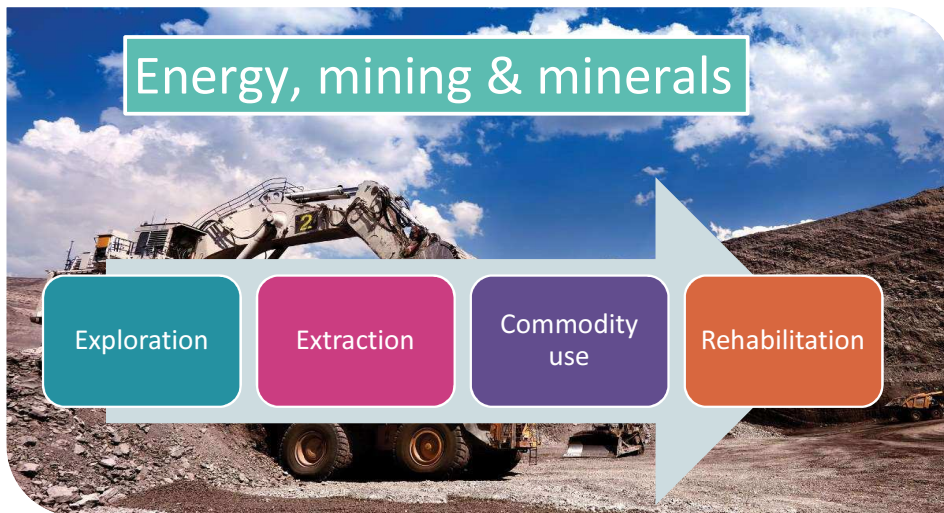 Energy, mining & minerals
2
Exploration
Extraction
Commodity
use
Rehabilitation